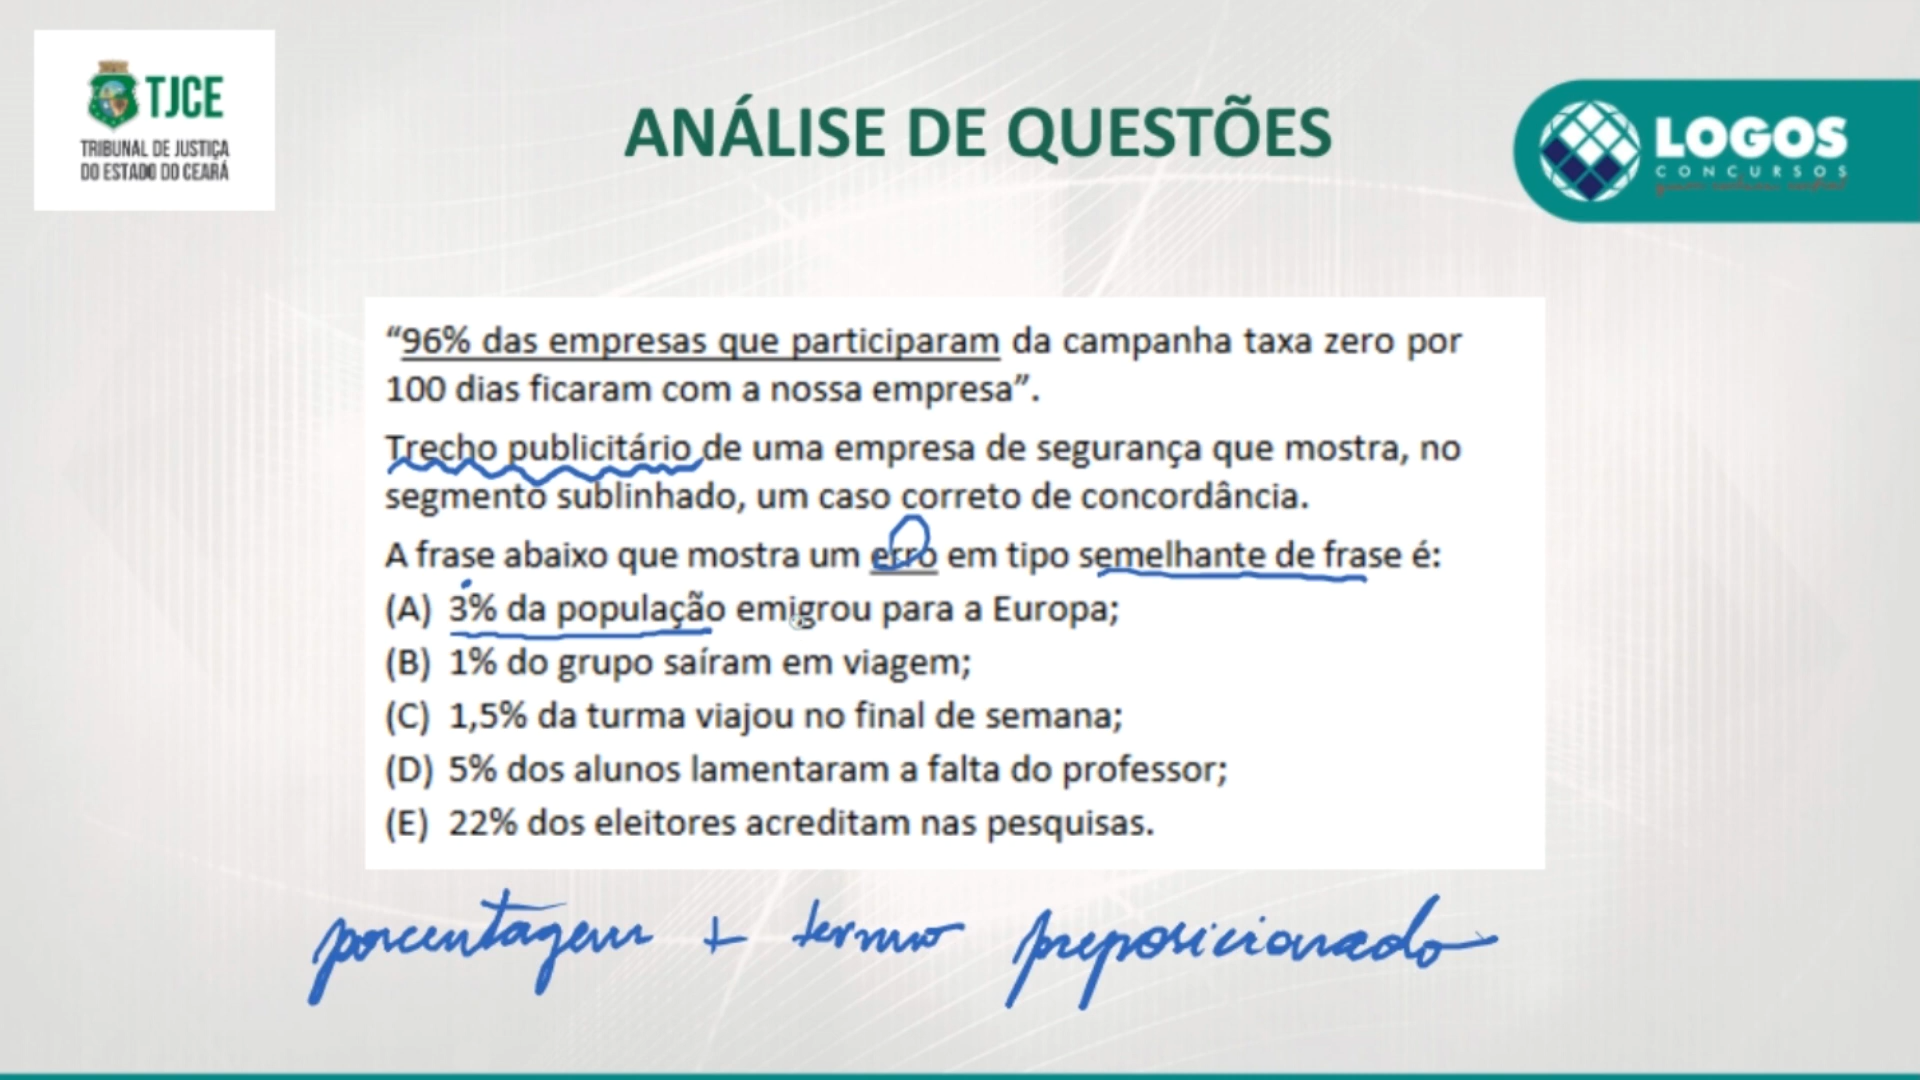 TJCE
TRIBUNAL DE JUSTIÇA
DO ESTADO DO CEARÁ
ANÁLISE DE QUESTÕES
LOGOS
CONCURSOS
“96% das empresas que participaram da campanha taxa zero por
100 dias ficaram com a nossa empresa”.
Trecho publicitário de uma empresa de segurança que mostra, no
segmento sublinhado, um caso correto de concordância.
A frase abaixo que mostra um erro em tipo semelhante de frase é:
(A) 3% da população emigrou para a Europa;
(B) 1% do grupo saíram em viagem;
(C) 1,5% da turma viajou no final de semana;
(D) 5% dos alunos lamentaram a falta do professor;
(E) 22% dos eleitores acreditam nas pesquisas.
porcentagem + termo preposicionado